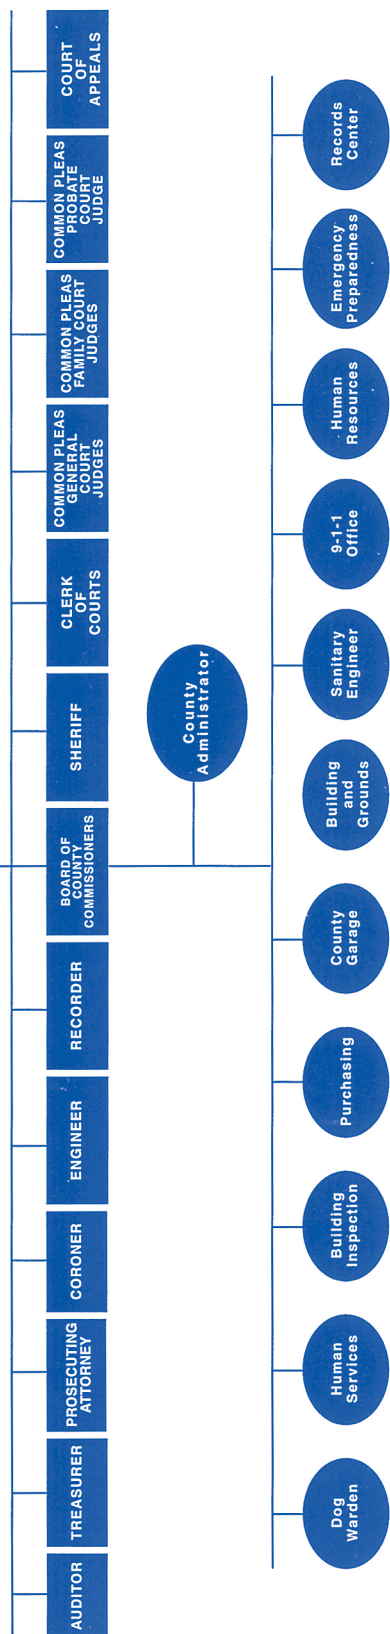 AUDITOR
TREASURER
PROSECUTING
ATTORNEY
CORONER
ENGINEER
RECORDER
BOARD OF
COUNTY
COMMISSIONERS
SHERIFF
CLERK
OF
COURTS
COMMON PLEAS
GENERAL
COURT
JUDGES
COMMON PLEAS
FAMILY COURT
JUDGES
COMMON PLEAS
PROBATE
COURT
JUDGE
COURT
OF
APPEALS
County
Administrator
Dog
Warden
Human
Services
Building
Inspection
Purchasing
County
Garage
Building
and
Grounds
Sanitary
Engineer
9-1-1
Office
Human
Resources
Emergency
Preparedness
Records
Center